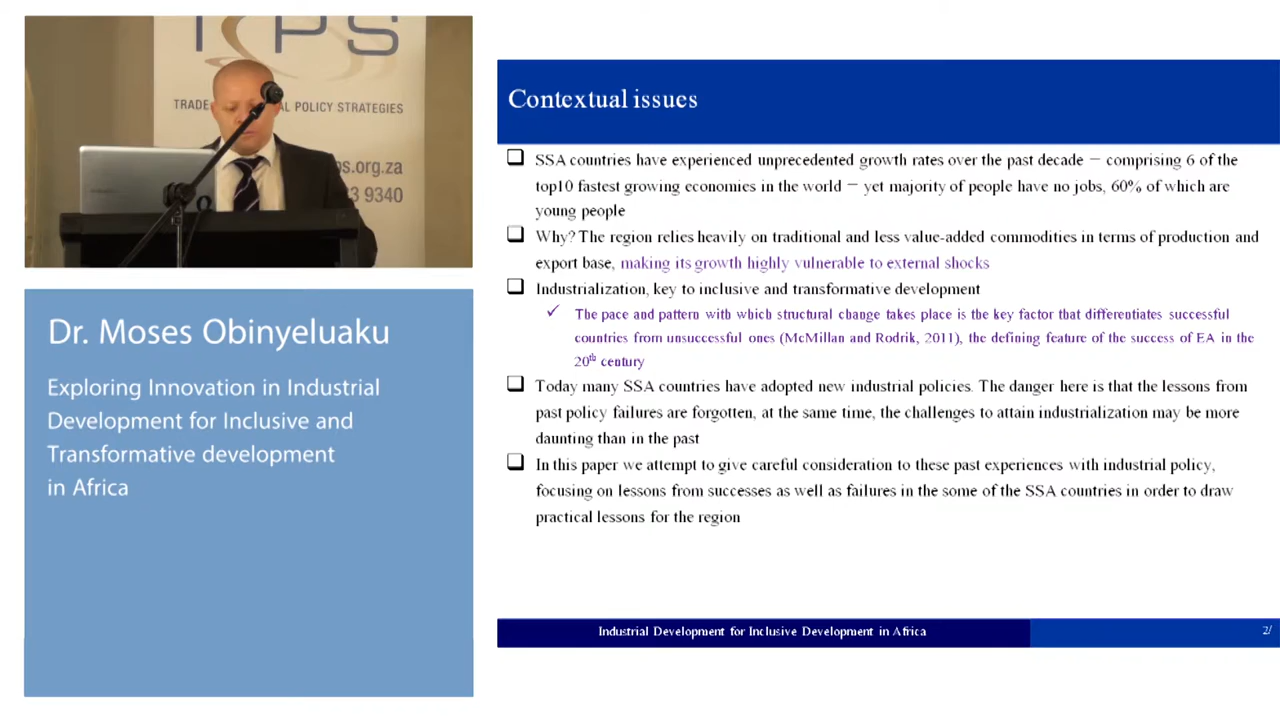 TIPS
TRADE AL POLICY STRATEGIES
ps.org.za
3 9340
Dr. Moses Obinyeluaku
Exploring Innovation in Industrial
Development for Inclusive and
Transformative development
in Africa
Contextual issues
SSA countries have experienced unprecedented growth rates over the past decade – comprising 6 of the
top10 fastest growing economies in the world – yet majority of people have no jobs, 60% of which are
young people
Why? The region relies heavily on traditional and less value-added commodities in terms of production and
export base, making its growth highly vulnerable to external shocks
Industrialization, key to inclusive and transformative development
✓ The pace and pattern with which structural change takes place is the key factor that differentiates successful
countries from unsuccessful ones (McMillan and Rodrik, 2011), the defining feature of the success of EA in the
20th century
Today many SSA countries have adopted new industrial policies. The danger here is that the lessons from
past policy failures are forgotten, at the same time, the challenges to attain industrialization may be more
daunting than in the past
In this paper we attempt to give careful consideration to these past experiences with industrial policy,
focusing on lessons from successes as well as failures in the some of the SSA countries in order to draw
practical lessons for the region
Industrial Development for Inclusive Development in Africa
2/